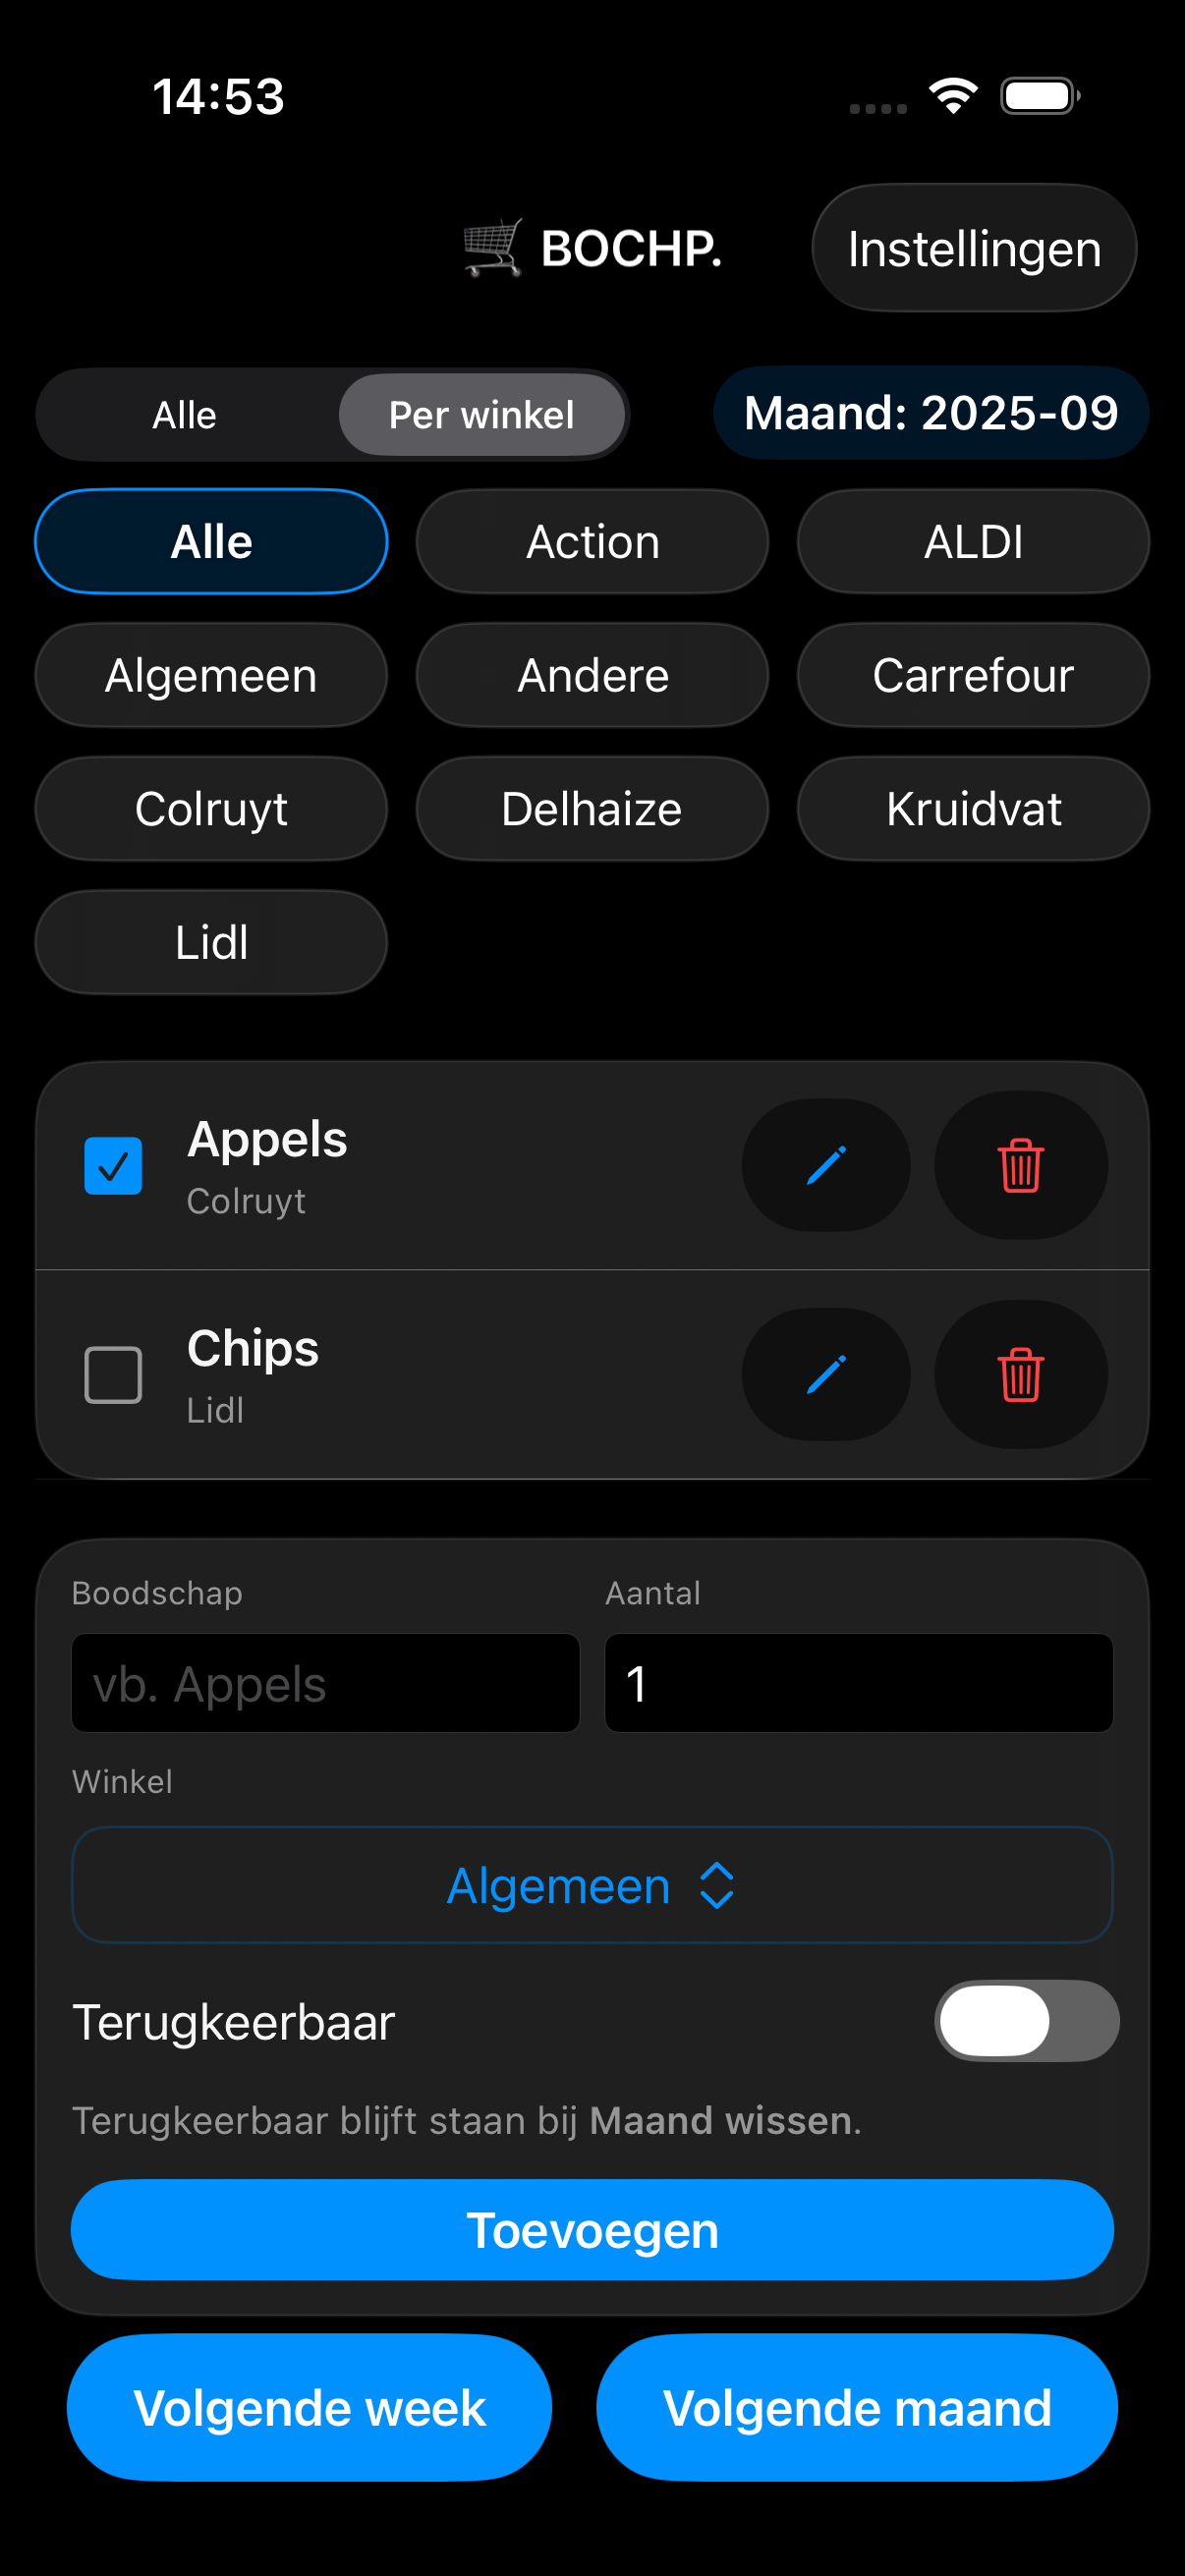 14:53
BOCHP.
Instellingen
Alle
Per winkel
Maand: 2025-09
Alle
Action
ALDI
Algemeen
Andere
Carrefour
Colruyt
Delhaize
Kruidvat
Lidl
Appels
Colruyt
Chips
Lidl
Boodschap
Aantal
vb. Appels
1
Winkel
Algemeen
Terugkeerbaar
Terugkeerbaar blijft staan bij Maand wissen.
Toevoegen
Volgende week
Volgende maand